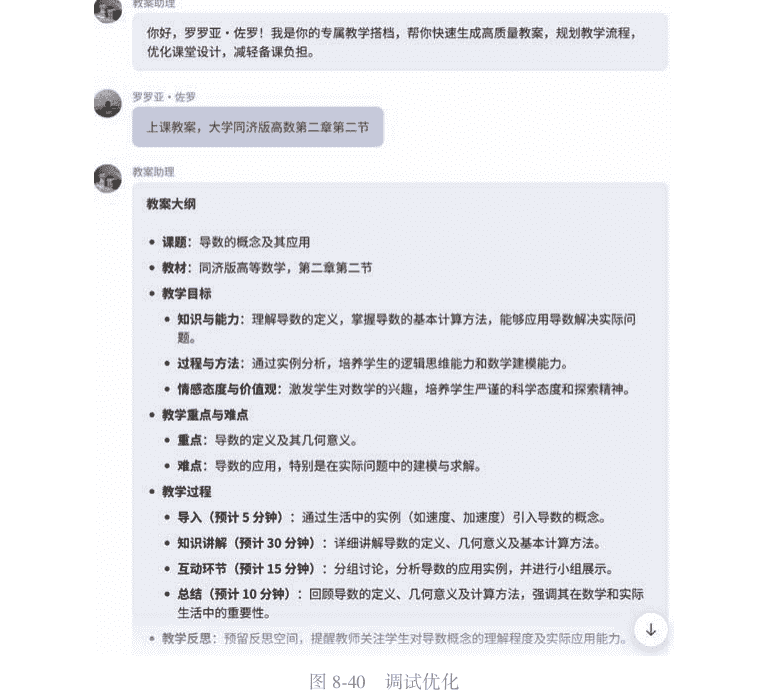 教案助理
你好，罗罗亚·佐罗！我是你的专属教学搭档，帮你快速生成高质量教案，规划教学流程，
优化课堂设计，减轻备课负担。
罗罗亚·佐罗
上课教案，大学同济版高数第二章第二节
教案助理
教案大纲
• 课题：导数的概念及其应用
• 教材：同济版高等数学，第二章第二节
• 教学目标
• 知识与能力：理解导数的定义，掌握导数的基本计算方法，能够应用导数解决实际问
题。
• 过程与方法：通过实例分析，培养学生的逻辑思维能力和数学建模能力。
• 情感态度与价值观：激发学生对数学的兴趣，培养学生严谨的科学态度和探索精神。
• 教学重点与难点
• 重点：导数的定义及其几何意义。
• 难点：导数的应用，特别是在实际问题中的建模与求解。
• 教学过程
• 导入（预计 5 分钟）：通过生活中的实例（如速度、加速度）引入导数的概念。
• 知识讲解（预计 30 分钟）：详细讲解导数的定义、几何意义及基本计算方法。
• 互动环节（预计 15 分钟）：分组讨论，分析导数的应用实例，并进行小组展示。
• 总结（预计 10 分钟）：回顾导数的定义、几何意义及计算方法，强调其在数学和实际
生活中的重要性。
• 教学反思：预留反思空间，提醒教师关注学生对导数概念的理解程度及实际应用能力。
图 8-40 调试优化